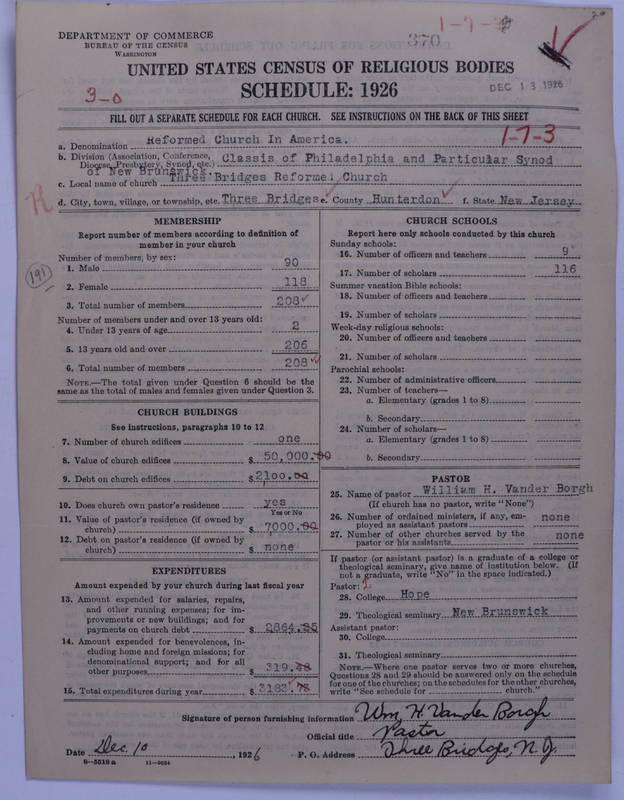 1-7-3
370
DEPARTMENT OF COMMERCE
BUREAU OF THE CENSUS
WASHINGTON
UNITED STATES CENSUS OF RELIGIOUS BODIES
SCHEDULE: 1926
DEC 13 1926
3-0
FILL OUT A SEPARATE SCHEDULE FOR EACH CHURCH. SEE INSTRUCTIONS ON THE BACK OF THIS SHEET
1-7-3
a. Denomination Reformed Church In America.
b. Division (Association, Conference, Diocese, Presbytery, Synod, etc.) Classis of Philadelphia and Particular Synod
of New Brunswick.
c. Local name of church Three Bridges Reformed Church
d. City, town, village, or township, etc. Three Bridges e. County Hunterdon f. State New Jersey
MEMBERSHIP
Report number of members according to definition of
member in your church
Number of members, by sex:
1. Male 90
2. Female 118
3. Total number of members 208
191
Number of members under and over 13 years old:
4. Under 13 years of age 2
5. 13 years old and over 206
6. Total number of members 208
NOTE.—The total given under Question 6 should be the
same as the total of males and females given under Question 3.
CHURCH BUILDINGS
See instructions, paragraphs 10 to 12
7. Number of church edifices one
8. Value of church edifices $ 50,000.00
9. Debt on church edifices $ 2100.00
10. Does church own pastor's residence? yes
Yes or No
11. Value of pastor's residence (if owned by
church) $ 7000.00
12. Debt on pastor's residence (if owned by
church) $ none
EXPENDITURES
Amount expended by your church during last fiscal year
13. Amount expended for salaries, repairs,
and other running expenses; for im-
provements or new buildings; and for
payments on church debt $ 2864.35
14. Amount expended for benevolences, in-
cluding home and foreign missions; for
denominational support; and for all
other purposes $ 319.48
15. Total expenditures during year $ 3183.
CHURCH SCHOOLS
Report here only schools conducted by this church
Sunday schools:
16. Number of officers and teachers 9
17. Number of scholars 116
Summer vacation Bible schools:
18. Number of officers and teachers
19. Number of scholars
Week-day religious schools:
20. Number of officers and teachers
21. Number of scholars
Parochial schools:
22. Number of administrative officers
23. Number of teachers—
a. Elementary (grades 1 to 8)
b. Secondary
24. Number of scholars—
a. Elementary (grades 1 to 8)
b. Secondary
PASTOR
25. Name of pastor William H. Vander Borgh
(If church has no pastor, write "None")
26. Number of ordained ministers, if any, em-
ployed as assistant pastors none
27. Number of other churches served by the
pastor or his assistants none
If pastor (or assistant pastor) is a graduate of a college or
theological seminary, give name of institution below. (If
not a graduate, write "No" in the space indicated.)
Pastor:
28. College Hope
29. Theological seminary New Brunswick
Assistant pastor:
30. College
31. Theological seminary
NOTE.—Where one pastor serves two or more churches,
Questions 28 and 29 should be answered only on the schedule
for one of the churches; on the schedules for the other churches,
write "See schedule for church."
Signature of person furnishing information Wm. H. Vander Borgh
Official title Pastor
Date Dec. 10, 1926 P. O. Address Three Bridges, N. J.
8-5518a 11-9054